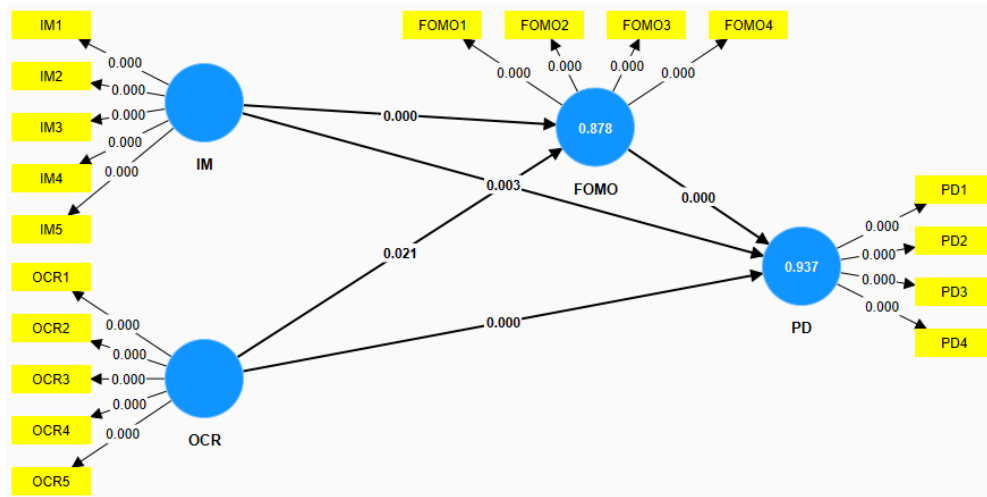 IM1
0.000
IM2
0.000
IM3
0.000
IM4
0.000
IM5
0.000
IM
FOMO1
FOMO2
FOMO3
FOMO4
0.000
0.000
0.000
0.000
0.878
FOMO
0.000
0.003
0.000
0.021
0.000
OCR1
0.000
OCR2
0.000
OCR3
0.000
OCR4
0.000
OCR5
0.000
OCR
0.937
PD
PD1
0.000
PD2
0.000
PD3
0.000
PD4
0.000